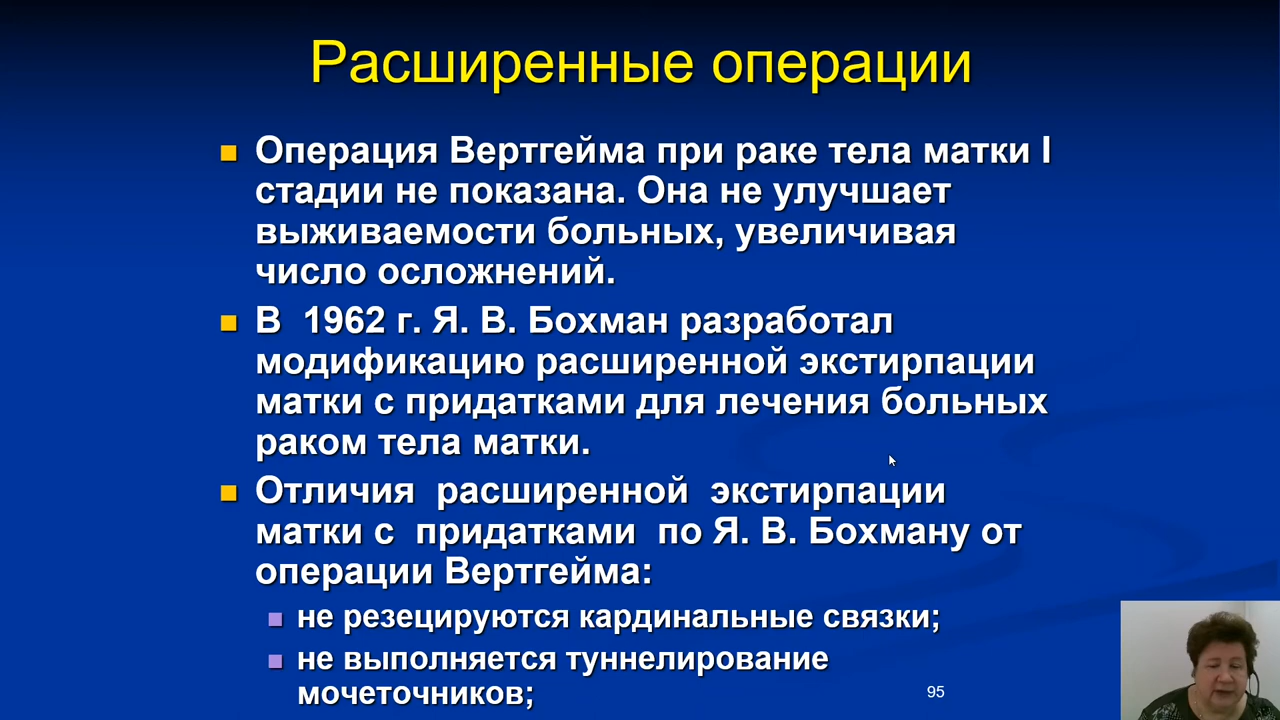 Расширенные операции
Операция Вертгейма при раке тела матки I
стадии не показана. Она не улучшает
выживаемости больных, увеличивая
число осложнений.
В 1962 г. Я. В. Бохман разработал
модификацию расширенной экстирпации
матки с придатками для лечения больных
раком тела матки.
Отличия расширенной экстирпации
матки с придатками по Я. В. Бохману от
операции Вертгейма:
не резецируются кардинальные связки;
не выполняется туннелирование
мочеточников;
95